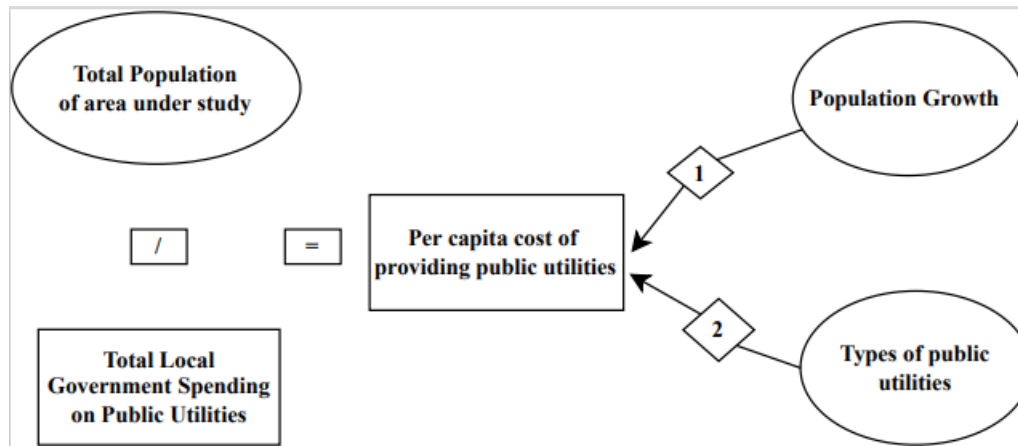 Total Population
of area under study
Population Growth
1
/
=
Per capita cost of
providing public utilities
2
Total Local
Government Spending
on Public Utilities
Types of public
utilities